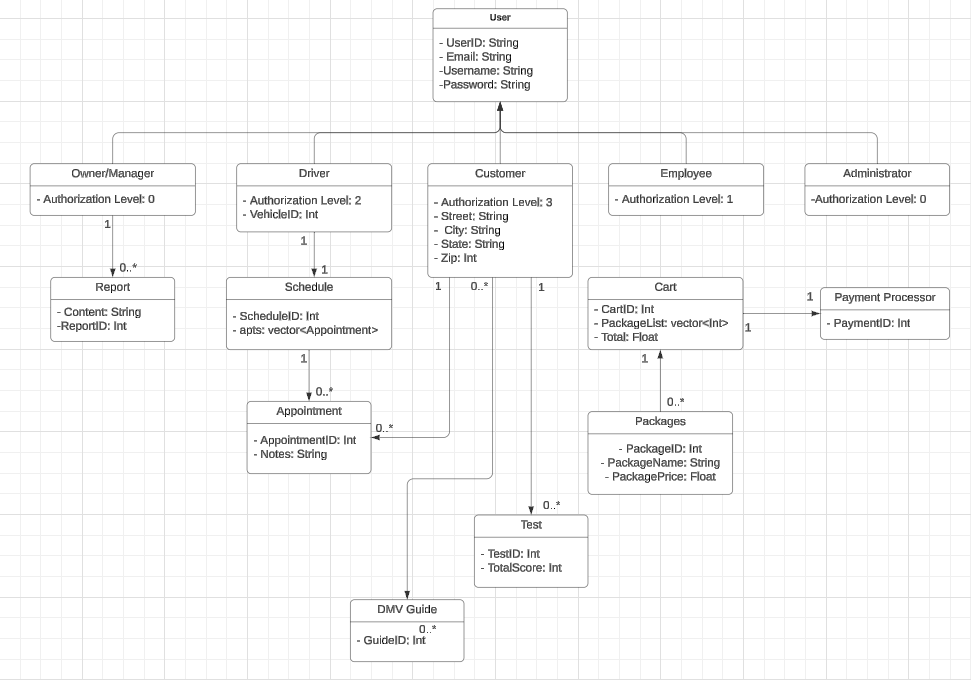 User
- UserID: String
- Email: String
-Username: String
-Password: String
Owner/Manager
- Authorization Level: 0
Driver
- Authorization Level: 2
- VehicleID: Int
Customer
- Authorization Level: 3
- Street: String
- City: String
- State: String
- Zip: Int
Employee
- Authorization Level: 1
Administrator
-Authorization Level: 0
1
0..*
1
1
1
0..*
1
Report
- Content: String
-ReportID: Int
Schedule
- ScheduleID: Int
- apts: vector<Appointment>
Cart
- CartID: Int
- PackageList: vector<Int>
- Total: Float
1
1
Payment Processor
- PaymentID: Int
1
0..*
1
0..*
Appointment
- AppointmentID: Int
- Notes: String
0..*
Packages
- PackageID: Int
- PackageName: String
- PackagePrice: Float
0..*
Test
- TestID: Int
- TotalScore: Int
DMV Guide
0..*
- GuideID: Int